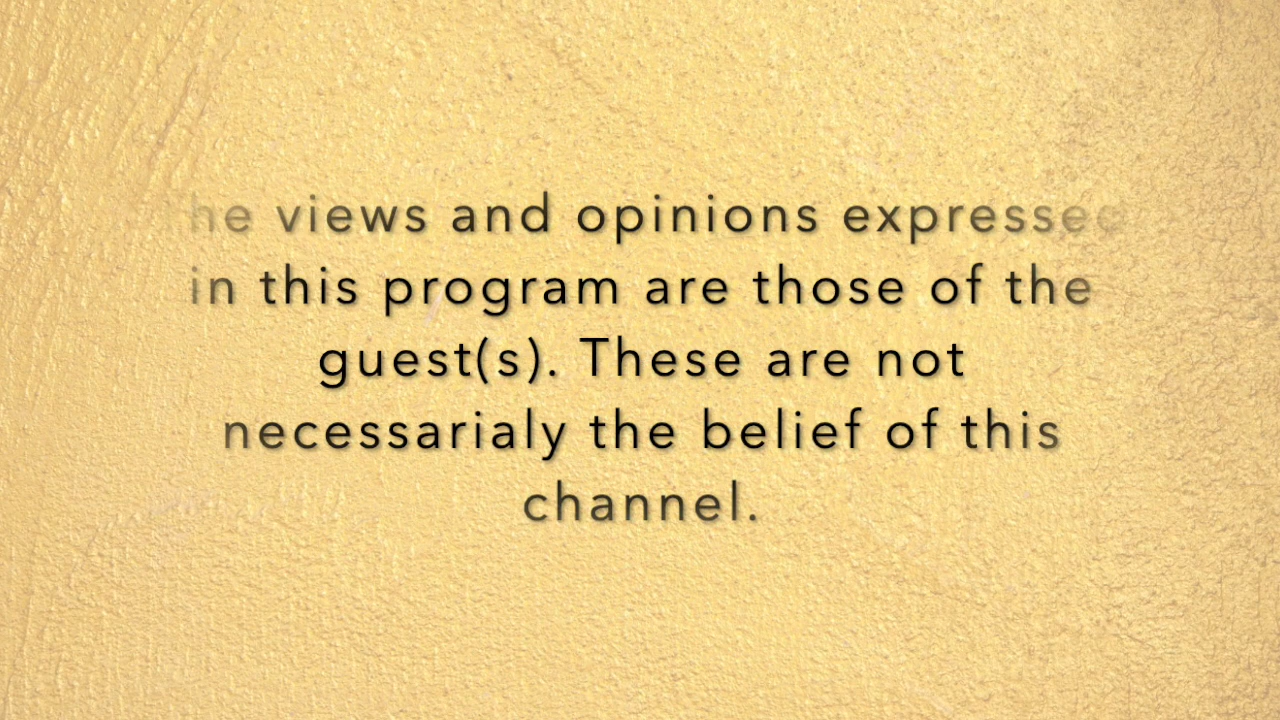 he views and opinions expressed
in this program are those of the
guest(s). These are not
necessarialy the belief of this
channel.